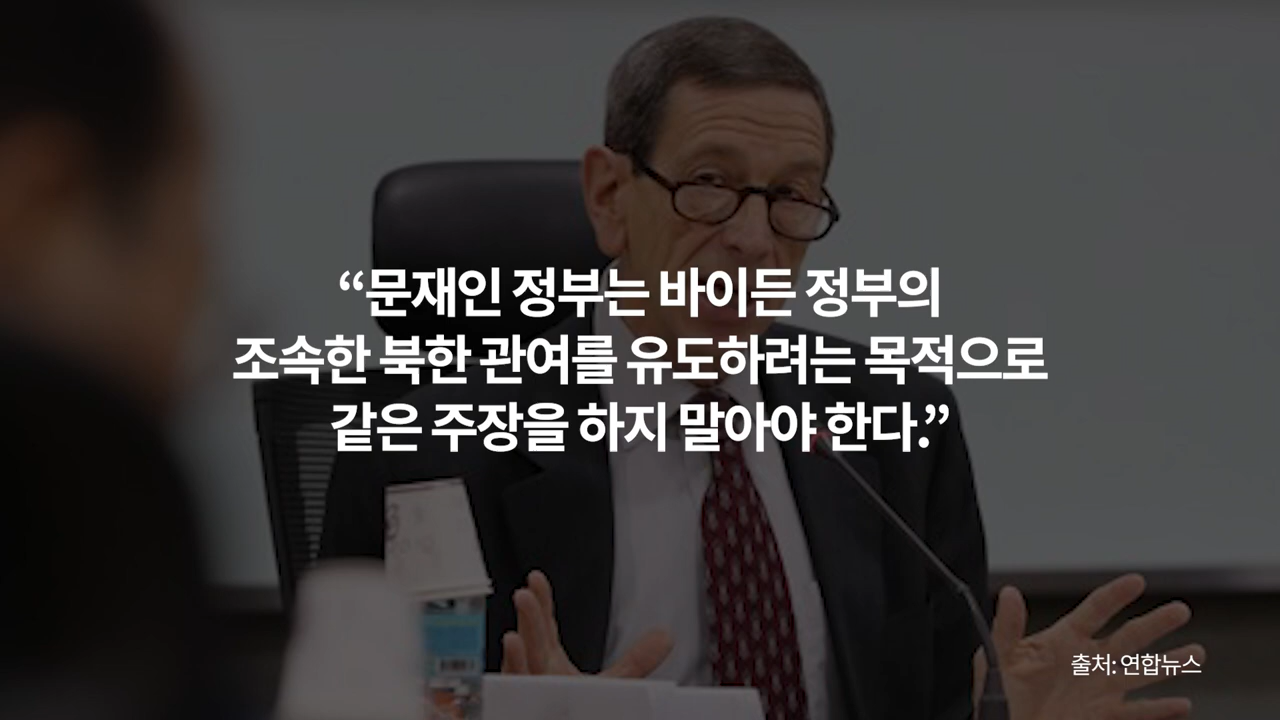 “문재인 정부는 바이든 정부의
조속한 북한 관여를 유도하려는 목적으로
같은 주장을 하지 말아야 한다.”
출처: 연합뉴스